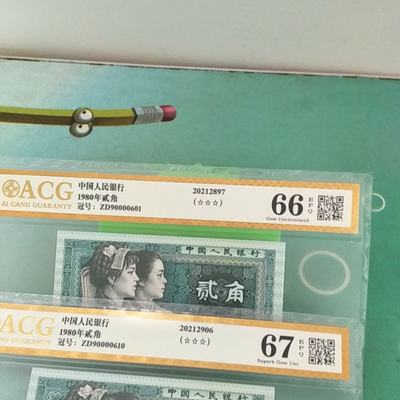 ACG
AI CANG GUARANTY
中国人民银行
1980年贰角
冠号: ZD90000601
20212897
(☆☆☆)
66
EPQ
Gem Uncirculated
中国人民银行
贰角
ACG
CANG GUARANTY
中国人民银行
1980年贰角
冠号: ZD90000610
20212906
(☆☆☆)
67
EPQ
Superb Gem Unc